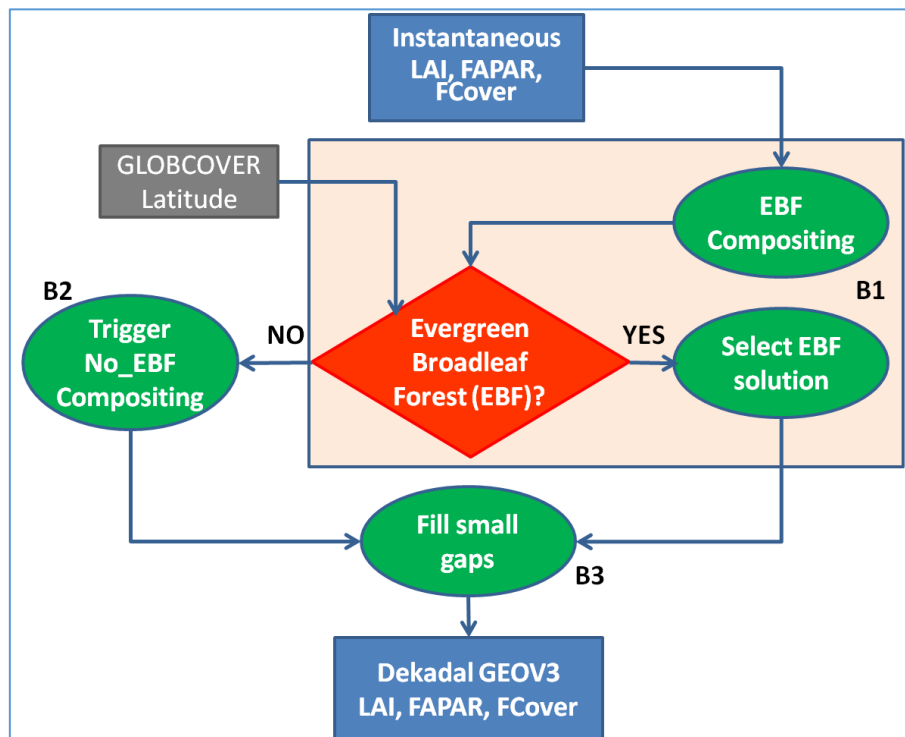 Instantaneous
LAI, FAPAR,
FCover
GLOBCOVER
Latitude
EBF
Compositing
B1
B2
Trigger
No_EBF
Compositing
NO
Evergreen
Broadleaf
Forest (EBF)?
YES
Select EBF
solution
Fill small
gaps
B3
Dekadal GEOV3
LAI, FAPAR, FCover